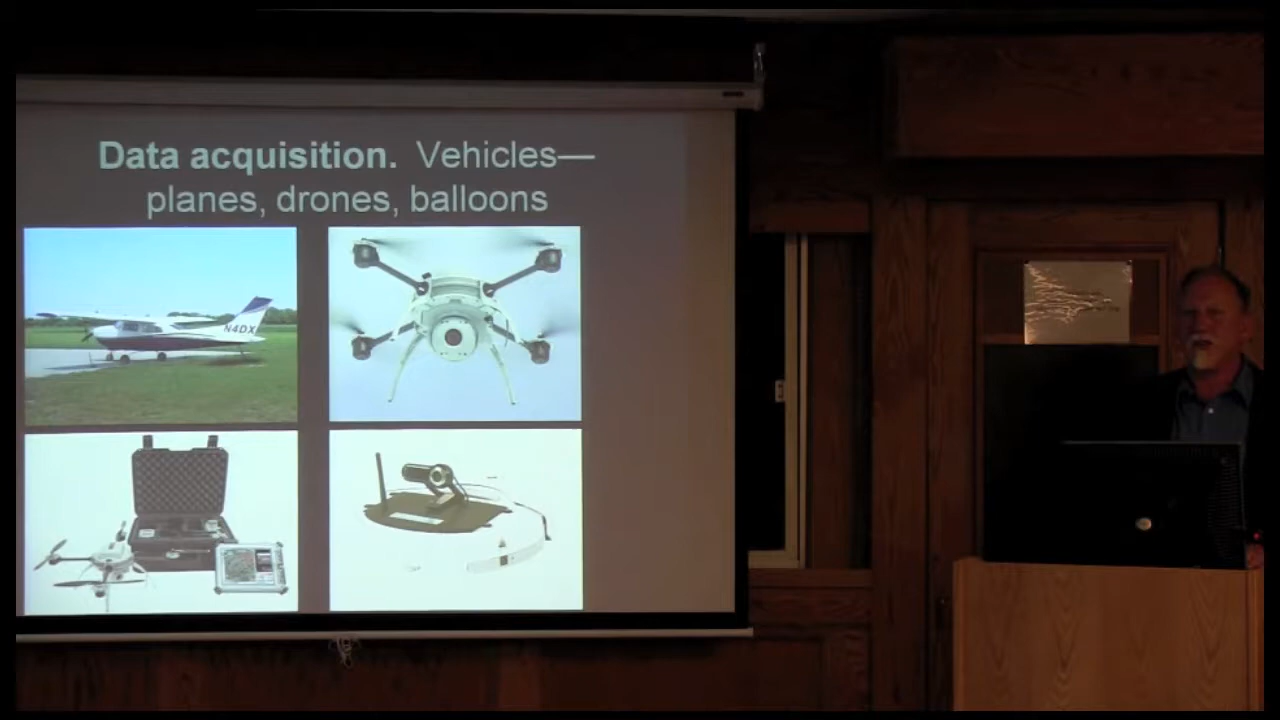 Data acquisition. Vehicles—
planes, drones, balloons
N4DX